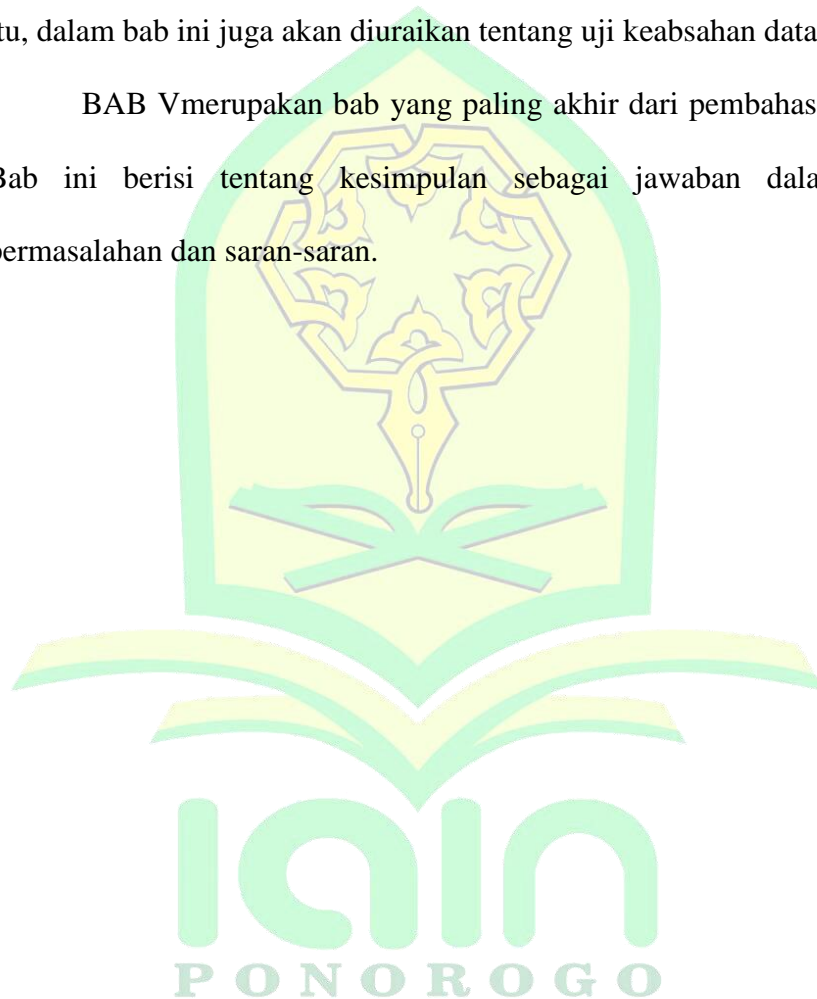 tu, dalam bab ini juga akan diuraikan tentang uji keabsahan data
BAB Vmerupakan bab yang paling akhir dari pembahas
Bab ini berisi tentang kesimpulan sebagai jawaban dala
permasalahan dan saran-saran.
iain
PONOROGO